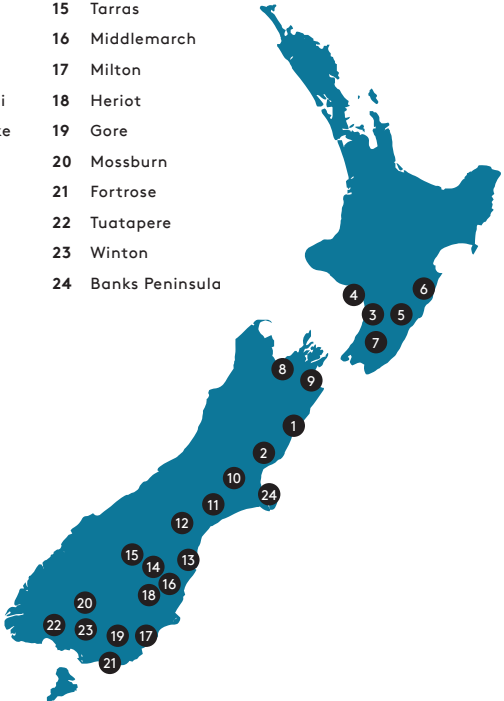 15 Tarras
16 Middlemarch
17 Milton
i 18 Heriot
e 19 Gore
20 Mossburn
21 Fortrose
22 Tuatapere
23 Winton
24 Banks Peninsula
6
4
3 5
7
8
9
1
2
10
24
11
12
15 13
14
16
18
20
22 23 19 17
21